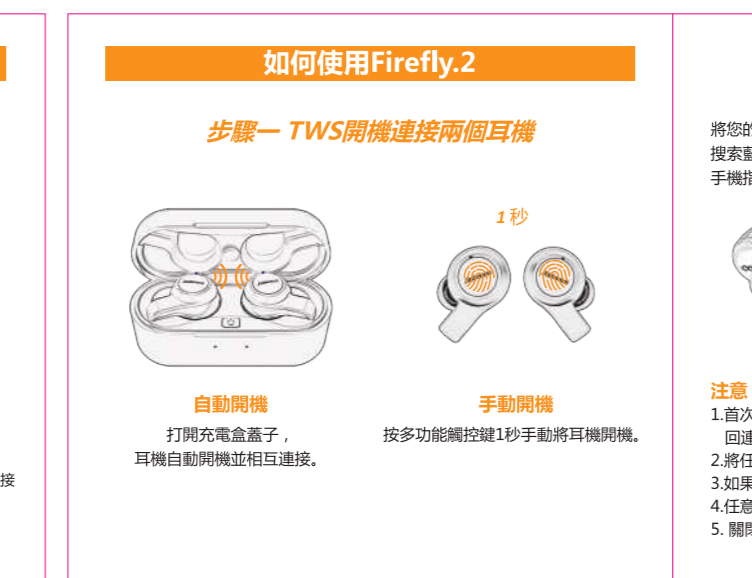 如何使用Firefly.2
步驟一 TWS開機連接兩個耳機
1 秒
自動開機
打開充電盒蓋子，
耳機自動開機並相互連接。
手動開機
按多功能觸控鍵1秒手動將耳機開機。
接
將您的
搜索
手機
注意
1.首次
回連
2.將任
3.如果
4.任意
5. 關